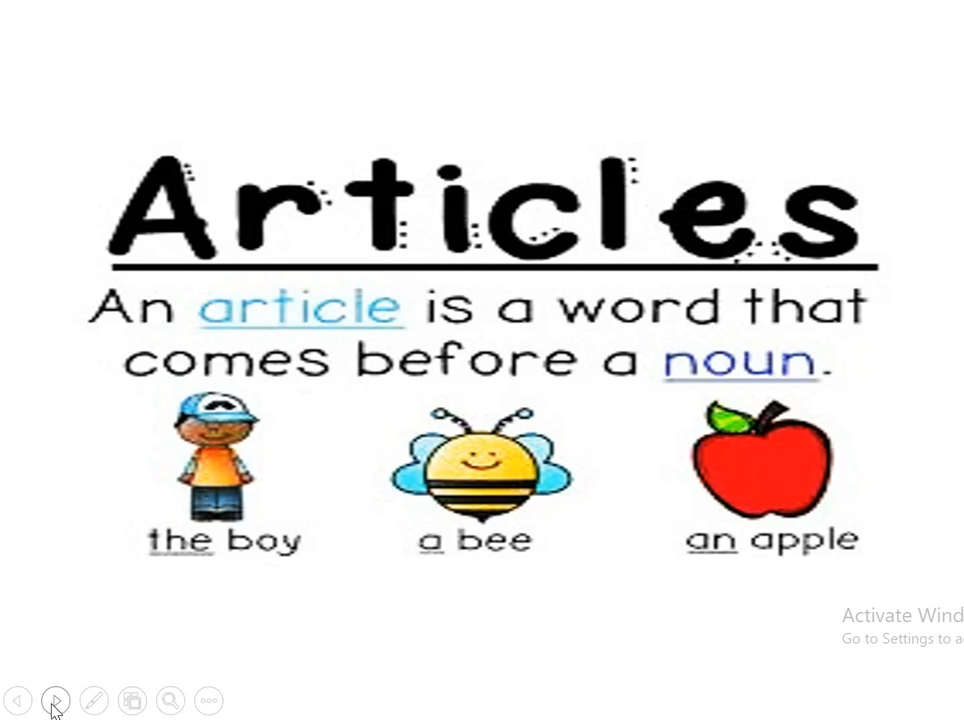 Articles
An article is a word that
comes before a noun.
the boy
a bee
an apple
Activate Wind
Go to Settings to a